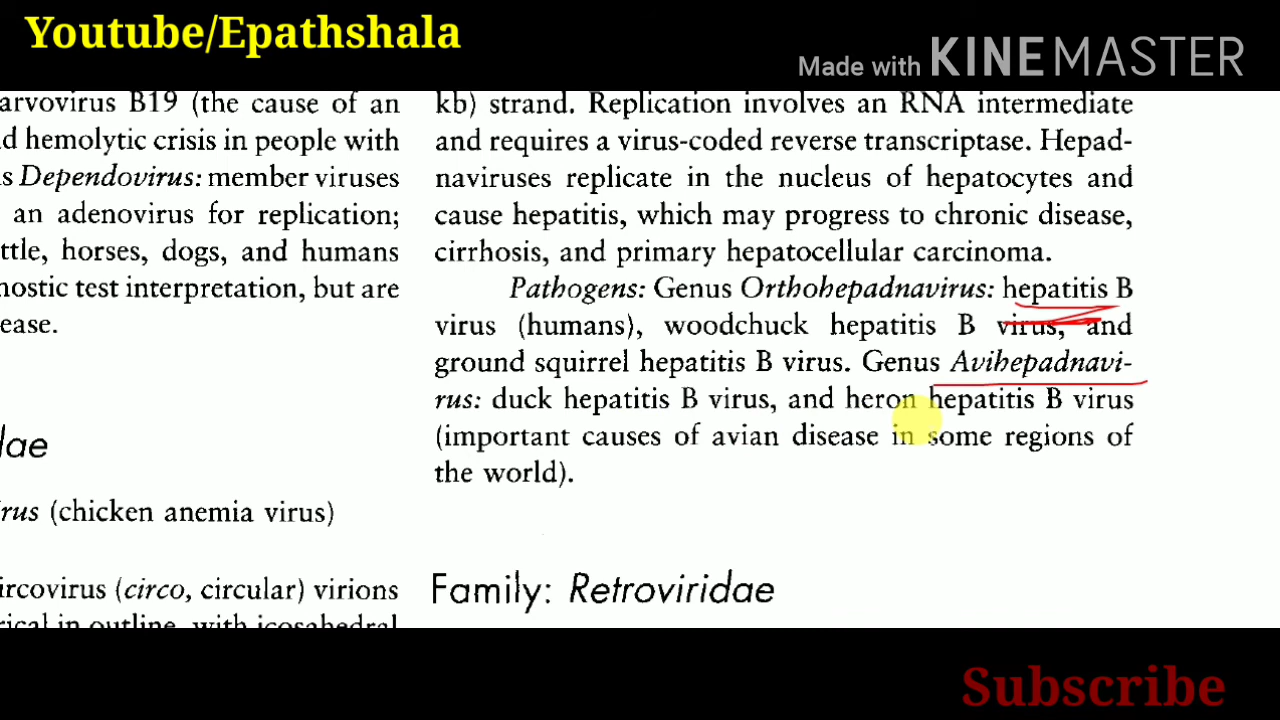 Youtube/Epathshala
Made with KINEMASTER
arvovirus B19 (the cause of an
d hemolytic crisis in people with
s Dependovirus: member viruses
an adenovirus for replication;
ttle, horses, dogs, and humans
nostic test interpretation, but are
ease.
dae
rus (chicken anemia virus)
ircovirus (circo, circular) virions
rical in outline, with icosahedral
kb) strand. Replication involves an RNA intermediate
and requires a virus-coded reverse transcriptase. Hepad-
naviruses replicate in the nucleus of hepatocytes and
cause hepatitis, which may progress to chronic disease,
cirrhosis, and primary hepatocellular carcinoma.
Pathogens: Genus Orthohepadnavirus: hepatitis B
virus (humans), woodchuck hepatitis B virus, and
ground squirrel hepatitis B virus. Genus Avihepadnavi-
rus: duck hepatitis B virus, and heron hepatitis B virus
(important causes of avian disease in some regions of
the world).
Family: Retroviridae
Subscribe